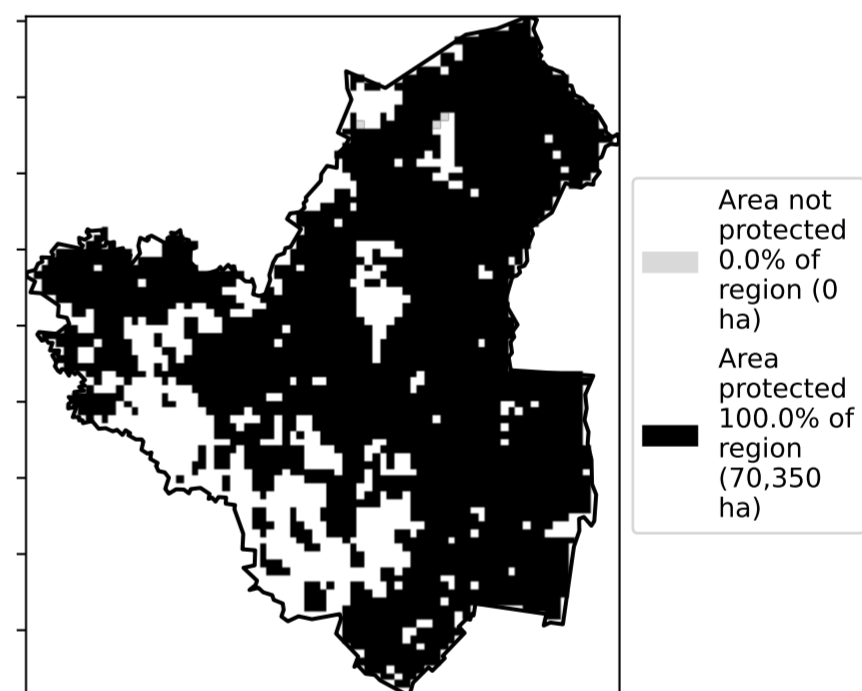 Area not
protected
0.0% of
region (0
ha)
Area
protected
100.0% of
region
(70,350
ha)